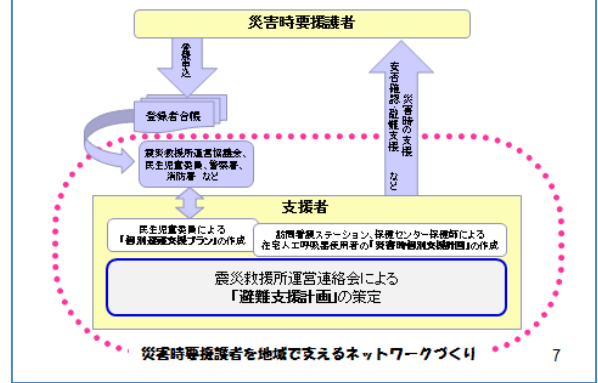 災害時要援護者
登録申込
登録者台帳
災害時の支援
安否確認・避難支援 など
震災救援所運営協議会、
民生児童委員、警察署、
消防署 など
支援者
民生児童委員による
「個別避難支援プラン」の作成
訪問看護ステーション、保健センター保健師による
在宅人工呼吸器使用者の「災害時個別支援計画」の作成
震災救援所運営連絡会による
「避難支援計画」の策定
災害時要援護者を地域で支えるネットワークづくり
7